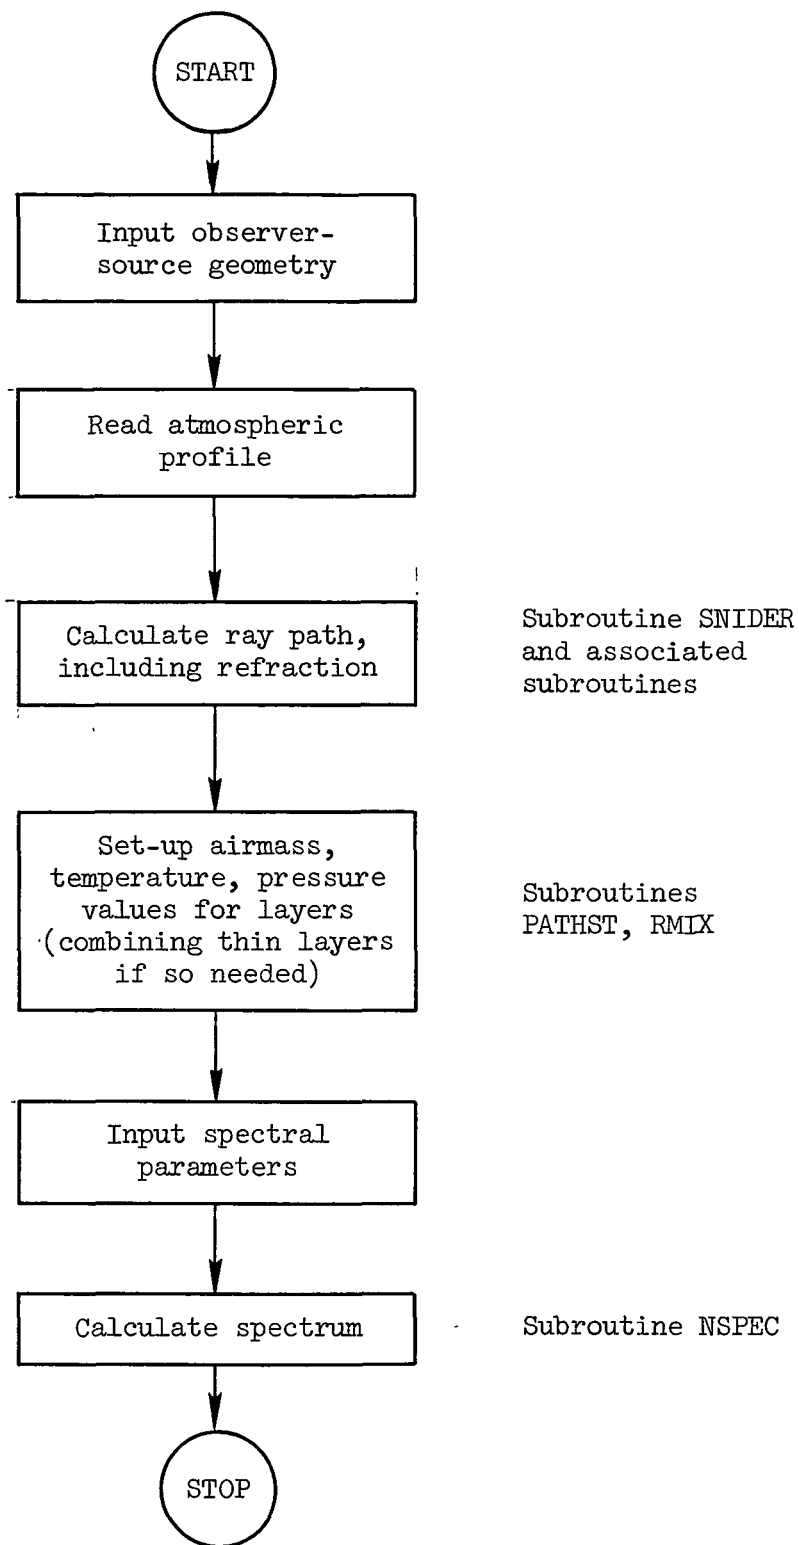 START
Input observer-
source geometry
Read atmospheric
profile
Calculate ray path,
including refraction
Subroutine SNIDER
and associated
subroutines
Set-up airmass,
temperature, pressure
values for layers
(combining thin layers
if so needed)
Subroutines
PATHST, RMIX
Input spectral
parameters
Calculate spectrum
Subroutine NSPEC
STOP